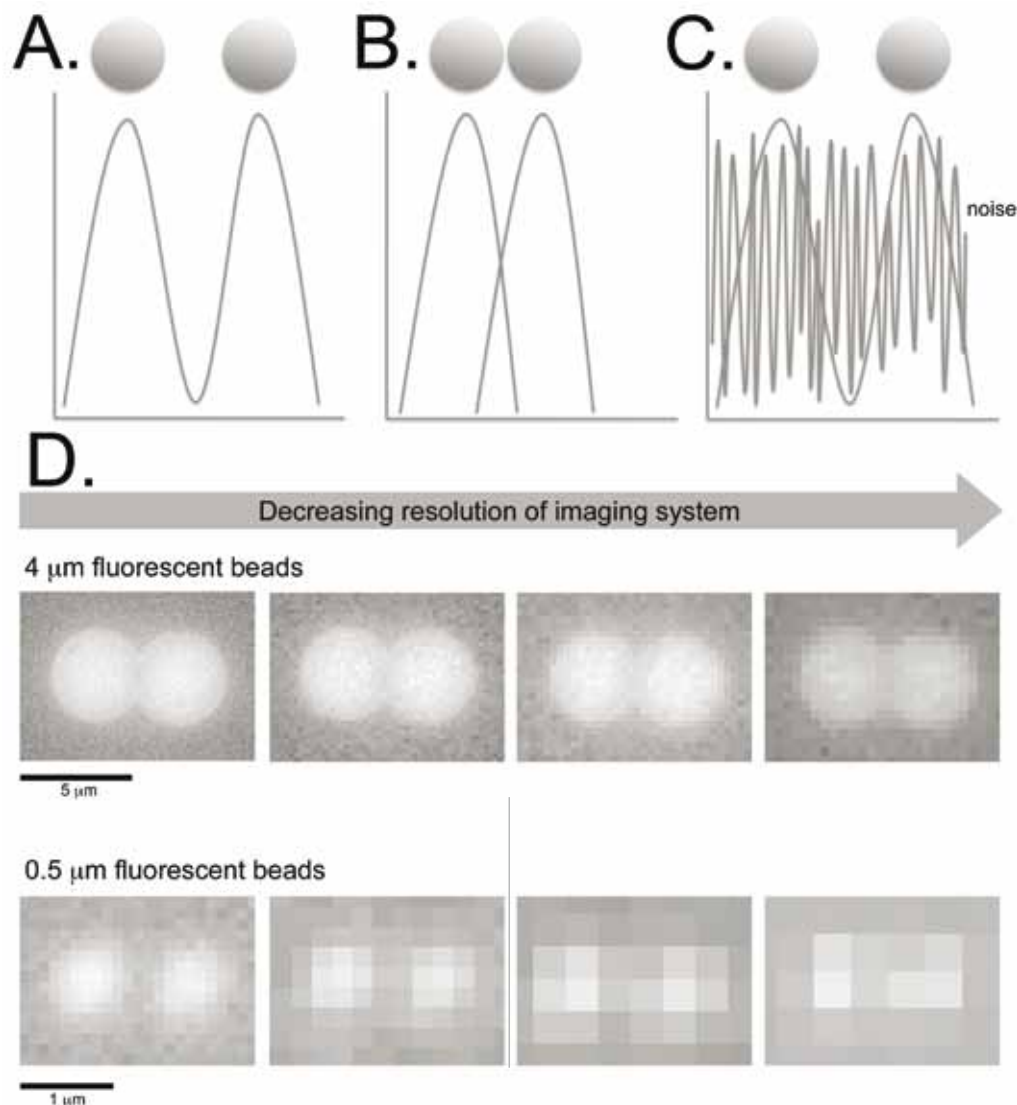 A.
B.
C.
noise
D.
Decreasing resolution of imaging system
4 μm fluorescent beads
5 μm
0.5 μm fluorescent beads
1 μm